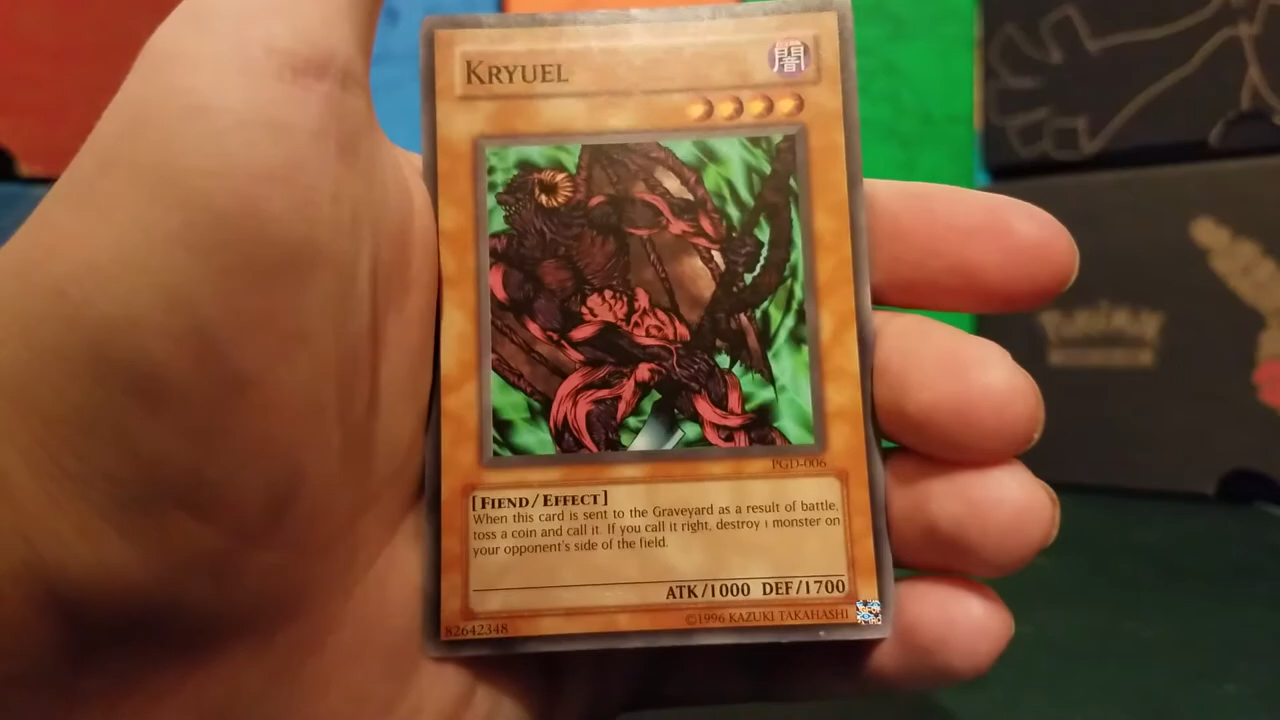 KRYUEL
闇
PGD-006
[FIEND/EFFECT]
When this card is sent to the Graveyard as a result of battle,
toss a coin and call it. If you call it right, destroy 1 monster on
your opponent's side of the field.
ATK/1000 DEF/1700
82642348
©1996 KAZUKI TAKAHASHI
POKéMON